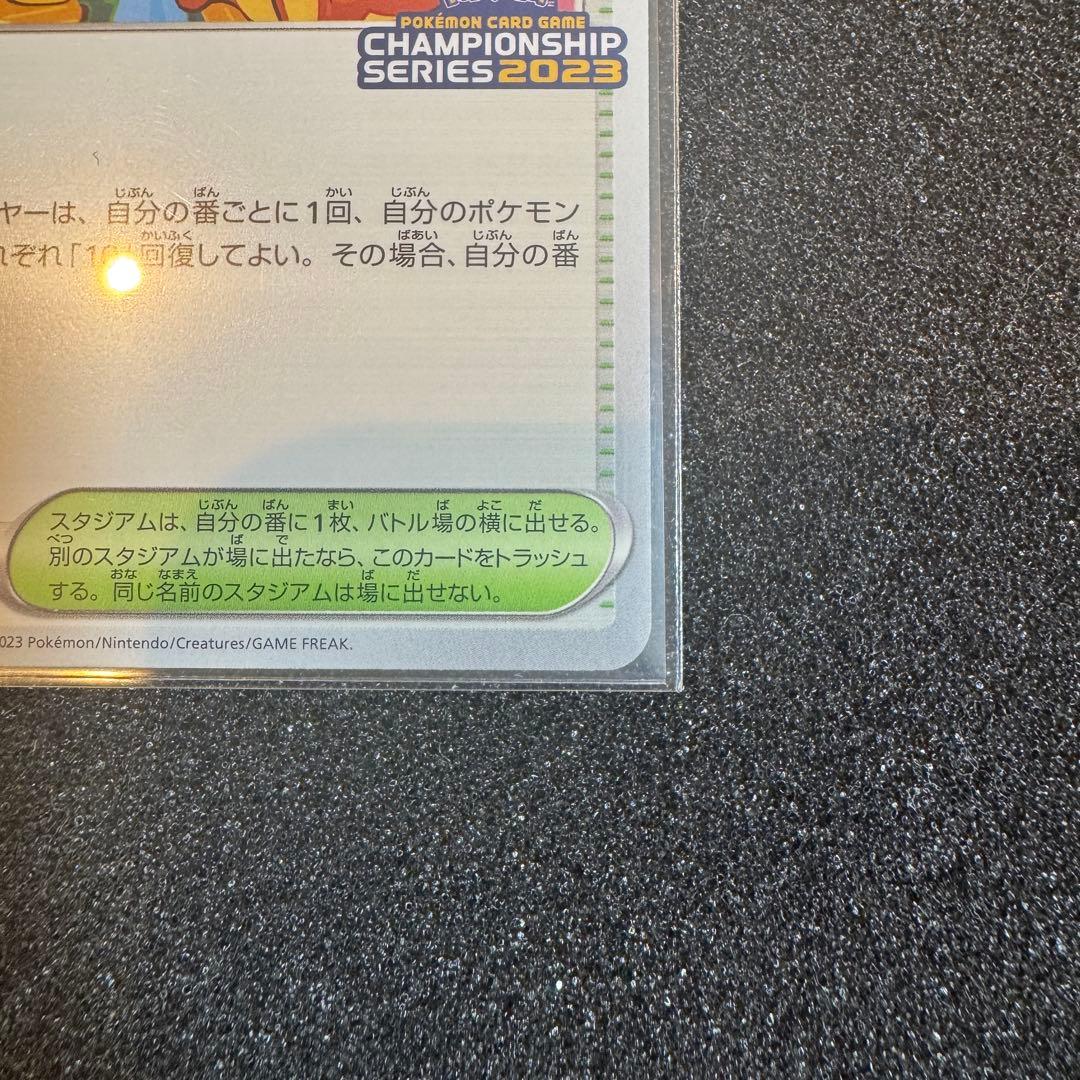 POKÉMON CARD GAME
CHAMPIONSHIP
SERIES 2023
ヤーは、自分の番ごとに1回、自分のポケモン
れぞれ「10」回復してよい。その場合、自分の番
スタジアムは、自分の番に1枚、バトル場の横に出せる。
別のスタジアムが場に出たなら、このカードをトラッシュ
する。同じ名前のスタジアムは場に出せない。
023 Pokémon/Nintendo/Creatures/GAME FREAK.